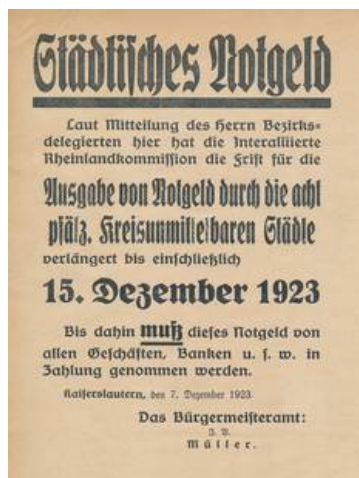 Städtisches Notgeld
Laut Mitteilung des Herrn Bezirks=
delegierten hier hat die Interalliierte
Rheinlandkommission die Frist für die
Ausgabe von Notgeld durch die acht
pfälz. Kreisunmittelbaren Städte
verlängert bis einschließlich
15. Dezember 1923
Bis dahin muß dieses Notgeld von
allen Geschäften, Banken u. s. w. in
Zahlung genommen werden.
Kaiserslautern, den 7. Dezember 1923.
Das Bürgermeisteramt:
J. V.
Müller.